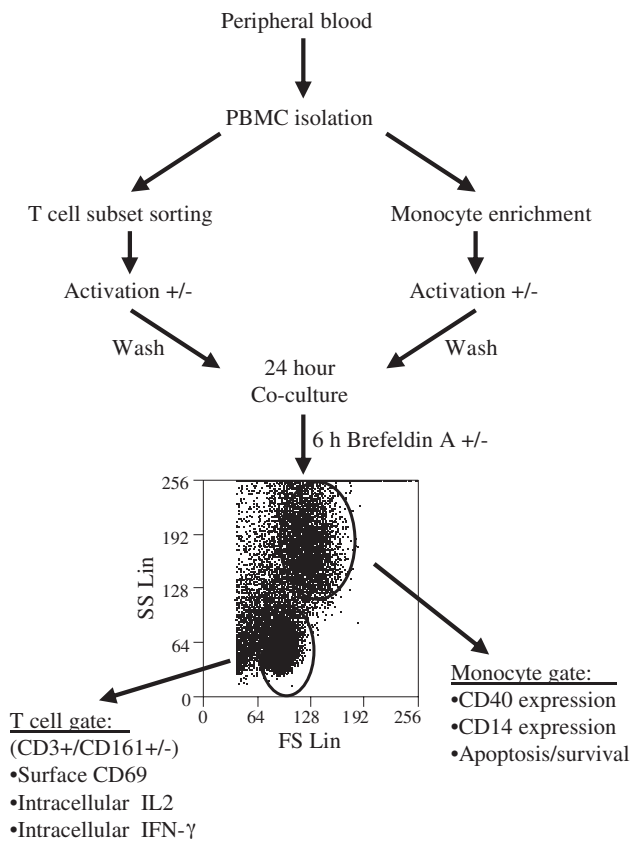 Peripheral blood
PBMC isolation
T cell subset sorting
Monocyte enrichment
Activation +/-
Activation +/-
Wash
Wash
24 hour
Co-culture
6 h Brefeldin A +/-
256
192
128
64
0
SS Lin
0 64 128 192 256
FS Lin
T cell gate:
(CD3+/CD161+/-)
•Surface CD69
•Intracellular IL2
•Intracellular IFN-γ
Monocyte gate:
•CD40 expression
•CD14 expression
•Apoptosis/survival